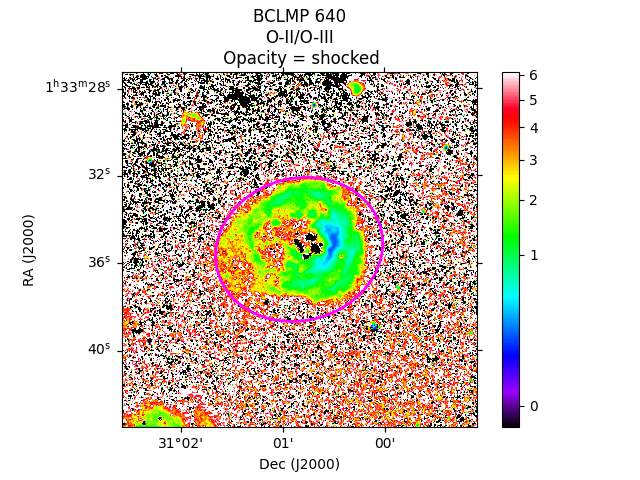 BCLMP 640
O-II/O-III
Opacity = shocked
1ʰ33ᵐ28ˢ
32ˢ
36ˢ
40ˢ
31°02'
01'
00'
RA (J2000)
Dec (J2000)
6
5
4
3
2
1
0